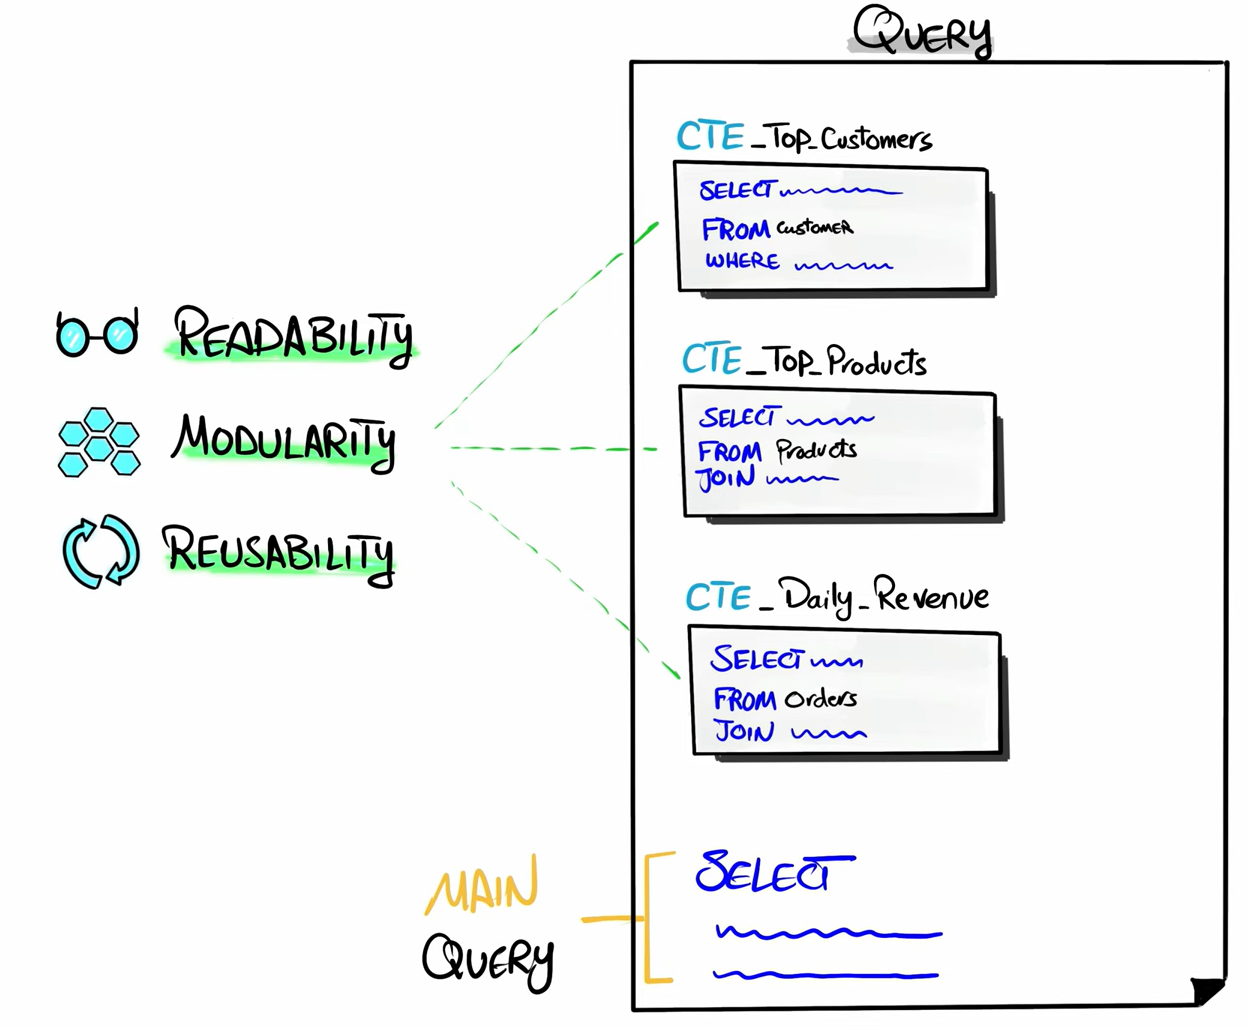 QUERY
CTE_Top_Customers
SELECT
FROM Customer
WHERE
READABILITY
MODULARITY
REUSABILITY
CTE_Top_Products
SELECT
FROM Products
JOIN
CTE_Daily_Revenue
SELECT
FROM Orders
JOIN
MAIN
QUERY
SELECT